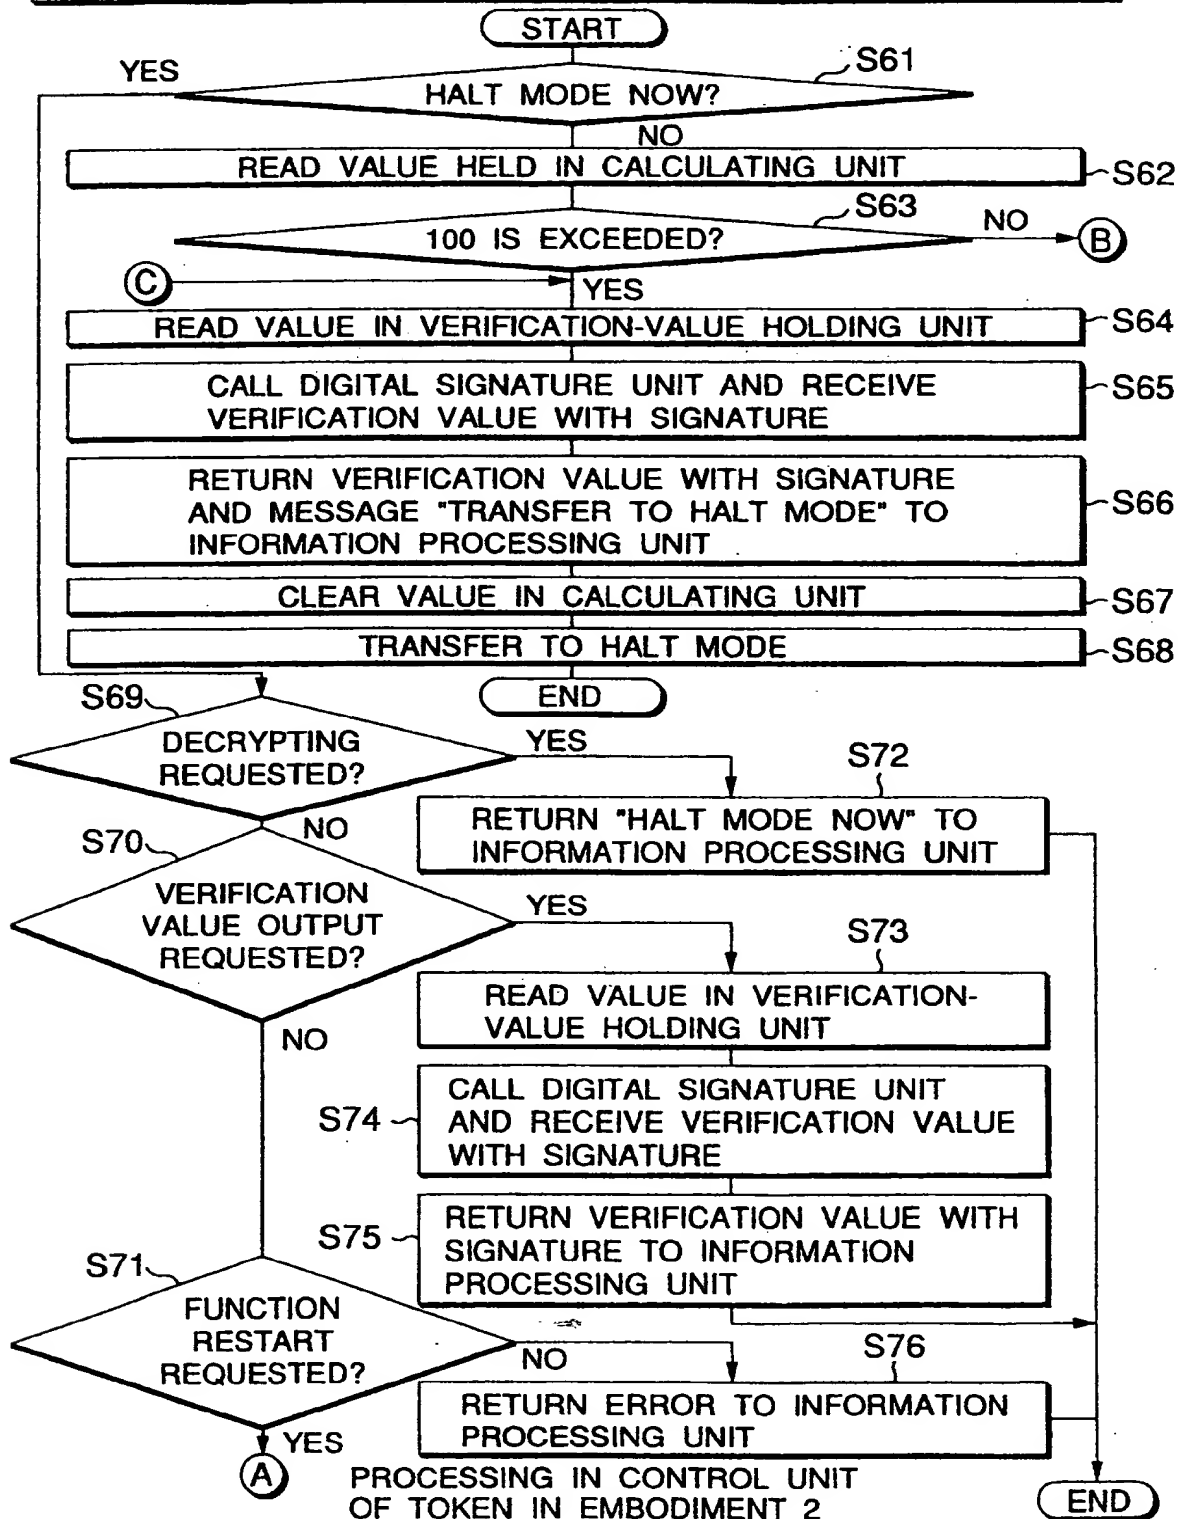 START
YES
S61
HALT MODE NOW?
NO
READ VALUE HELD IN CALCULATING UNIT
S62
S63
100 IS EXCEEDED?
NO
B
C
YES
READ VALUE IN VERIFICATION-VALUE HOLDING UNIT
S64
CALL DIGITAL SIGNATURE UNIT AND RECEIVE
VERIFICATION VALUE WITH SIGNATURE
S65
RETURN VERIFICATION VALUE WITH SIGNATURE
AND MESSAGE "TRANSFER TO HALT MODE" TO
INFORMATION PROCESSING UNIT
S66
CLEAR VALUE IN CALCULATING UNIT
S67
TRANSFER TO HALT MODE
S68
END
S69
DECRYPTING
REQUESTED?
YES
S72
RETURN "HALT MODE NOW" TO
INFORMATION PROCESSING UNIT
NO
S70
VERIFICATION
VALUE OUTPUT
REQUESTED?
YES
S73
READ VALUE IN VERIFICATION-
VALUE HOLDING UNIT
NO
S74
CALL DIGITAL SIGNATURE UNIT
AND RECEIVE VERIFICATION VALUE
WITH SIGNATURE
S75
RETURN VERIFICATION VALUE WITH
SIGNATURE TO INFORMATION
PROCESSING UNIT
S71
FUNCTION
RESTART
REQUESTED?
NO
S76
RETURN ERROR TO INFORMATION
PROCESSING UNIT
YES
A
PROCESSING IN CONTROL UNIT
OF TOKEN IN EMBODIMENT 2
END